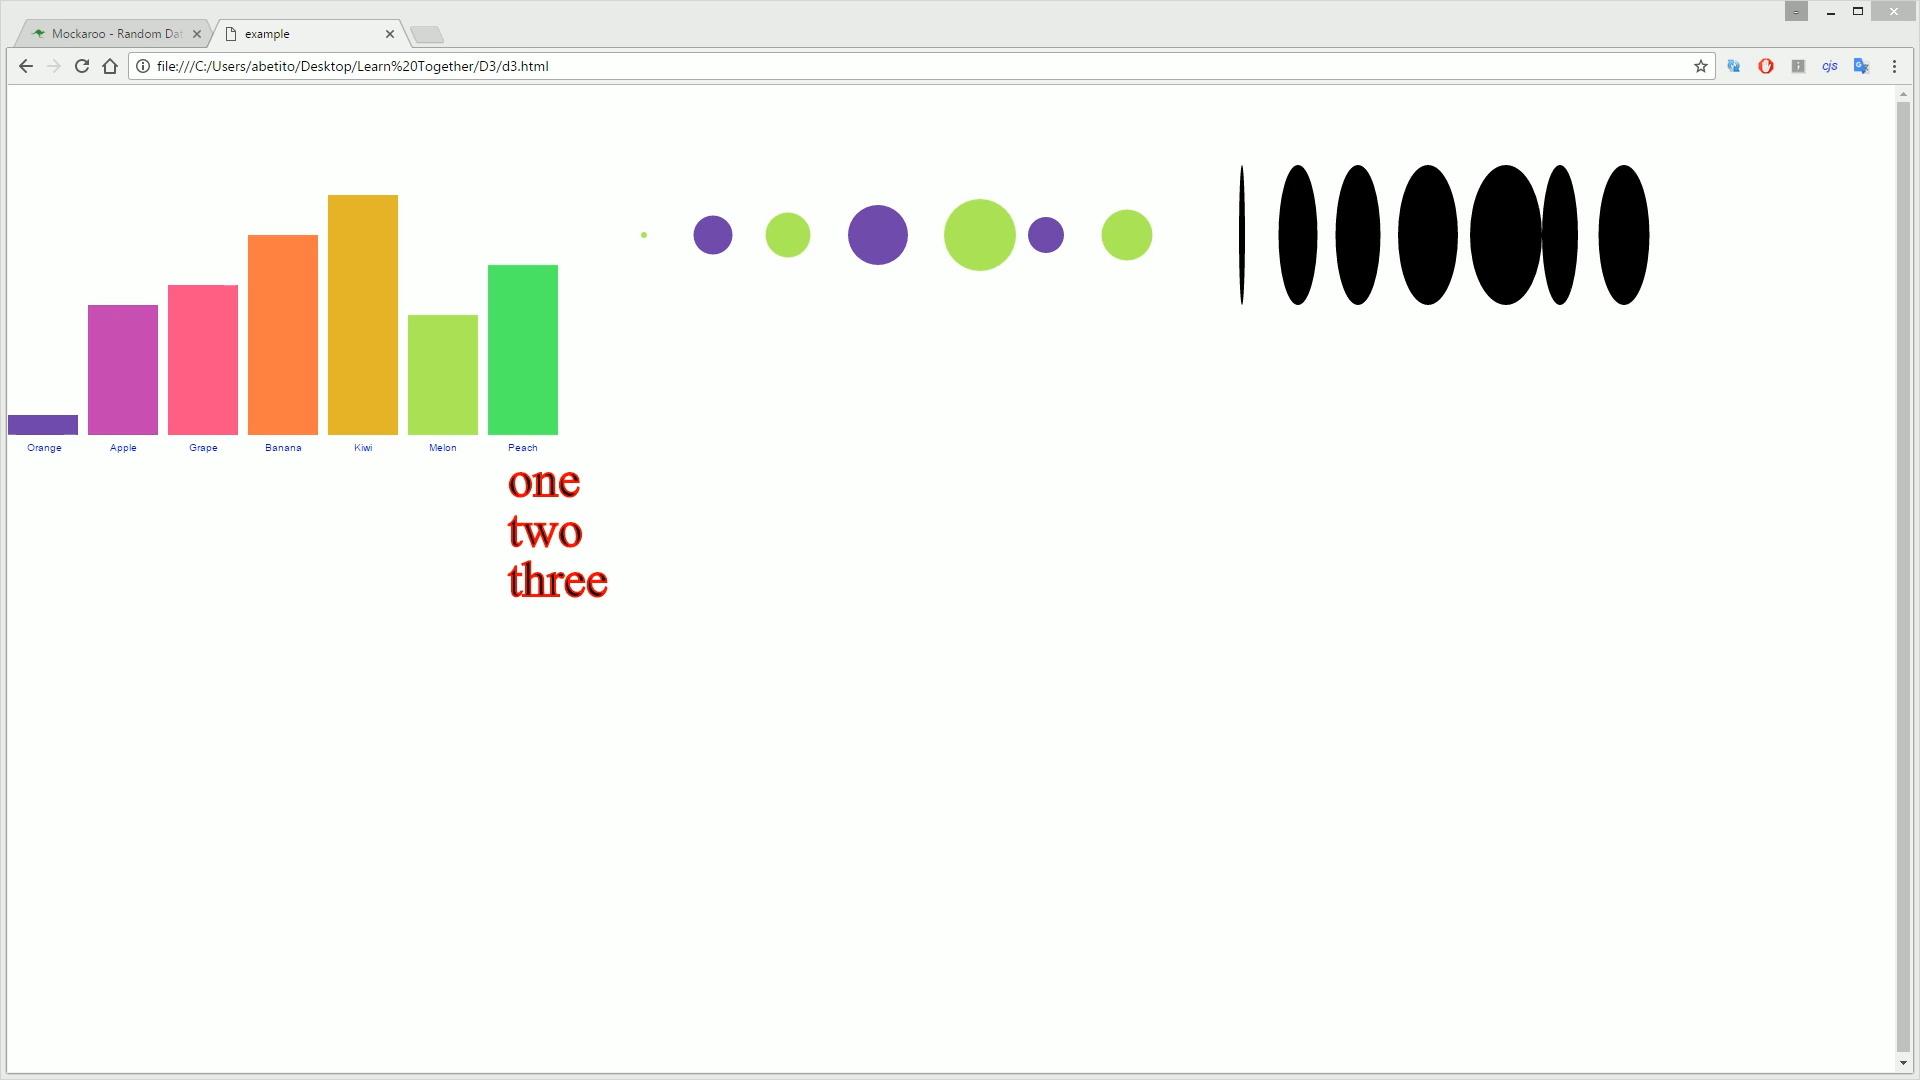 Mockaroo - Random Dat
example
file:///C:/Users/abetito/Desktop/Learn%20Together/D3/d3.html
cjs
Orange Apple Grape Banana Kiwi Melon Peach
one
two
three